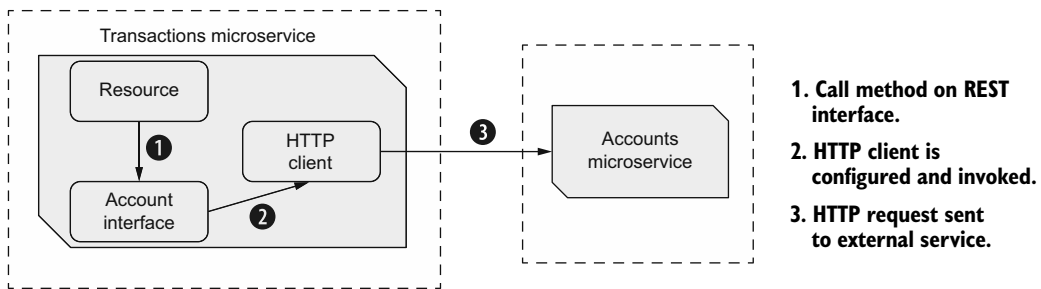 Transactions microservice
Resource
1
HTTP
client
3
Account
interface
2
Accounts
microservice
1. Call method on REST
interface.
2. HTTP client is
configured and invoked.
3. HTTP request sent
to external service.